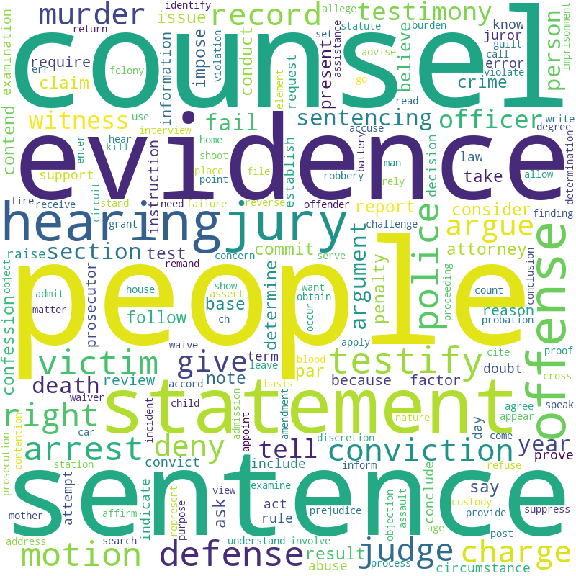 murder
return
identify
issue
record
allege
statute
burden
testimony
know
juror
person
examination
require
en
felony
violation
set
guilt
call
error
imprisonment
claim
information
impose
conduct
request
present
assistance
advise
go
element
believe
crime
violate
counsel
contend
witness
fail
read
sentencing
officer
write
degree
enter
hear
kill
interview
home
shoot
place
point
use
file
accuse
man
battery
robbery
rely
law
take
decision
allow
determination
support
evidence
fire
receive
circuit
stand
need
failure
reverse
offender
establish
report
consider
finding
hearing
jury
instruction
grant
challenge
argue
police
offense
raise
section
test
remand
concern
commit
serve
penalty
attorney
proceeding
conclusion
object
admit
matter
prosecutor
house
ch
show
assert
want
obtain
occur
determine
argument
count
reason
probation
confession
follow
base
people
victim
waive
give
blood
leave
apply
testify
cite
proof
cross
death
review
accord
term
note
basis
par
because
factor
doubt
right
waiver
incident
child
admission
amendment
nature
agree
appear
speak
statement
prosecution
contention
arrest
car
station
deny
convict
appoint
tell
include
discretion
conviction
day
come
year
prove
inform
refuse
sentence
mother
attempt
affirm
indicate
represent
purpose
view
ask
act
rule
examine
prejudice
objection
assault
conclude
age
say
custody
provide
suppress
address
search
understand
involve
motion
defense
result
abuse
process
judge
post
charge
circumstance